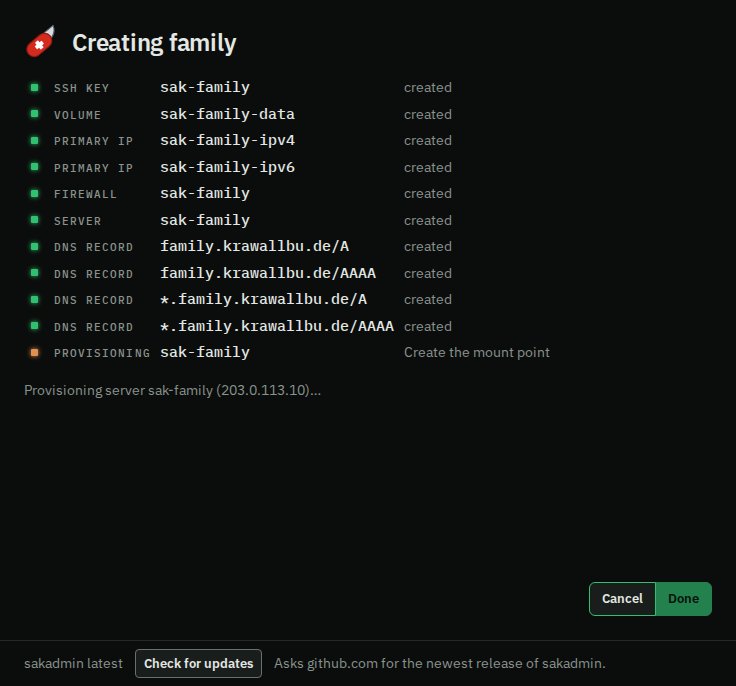 Creating family
SSH KEY sak-family created
VOLUME sak-family-data created
PRIMARY IP sak-family-ipv4 created
PRIMARY IP sak-family-ipv6 created
FIREWALL sak-family created
SERVER sak-family created
DNS RECORD family.krawallbu.de/A created
DNS RECORD family.krawallbu.de/AAAA created
DNS RECORD *.family.krawallbu.de/A created
DNS RECORD *.family.krawallbu.de/AAAA created
PROVISIONING sak-family Create the mount point
Provisioning server sak-family (203.0.113.10)...
Cancel Done
sakadmin latest Check for updates Asks github.com for the newest release of sakadmin.